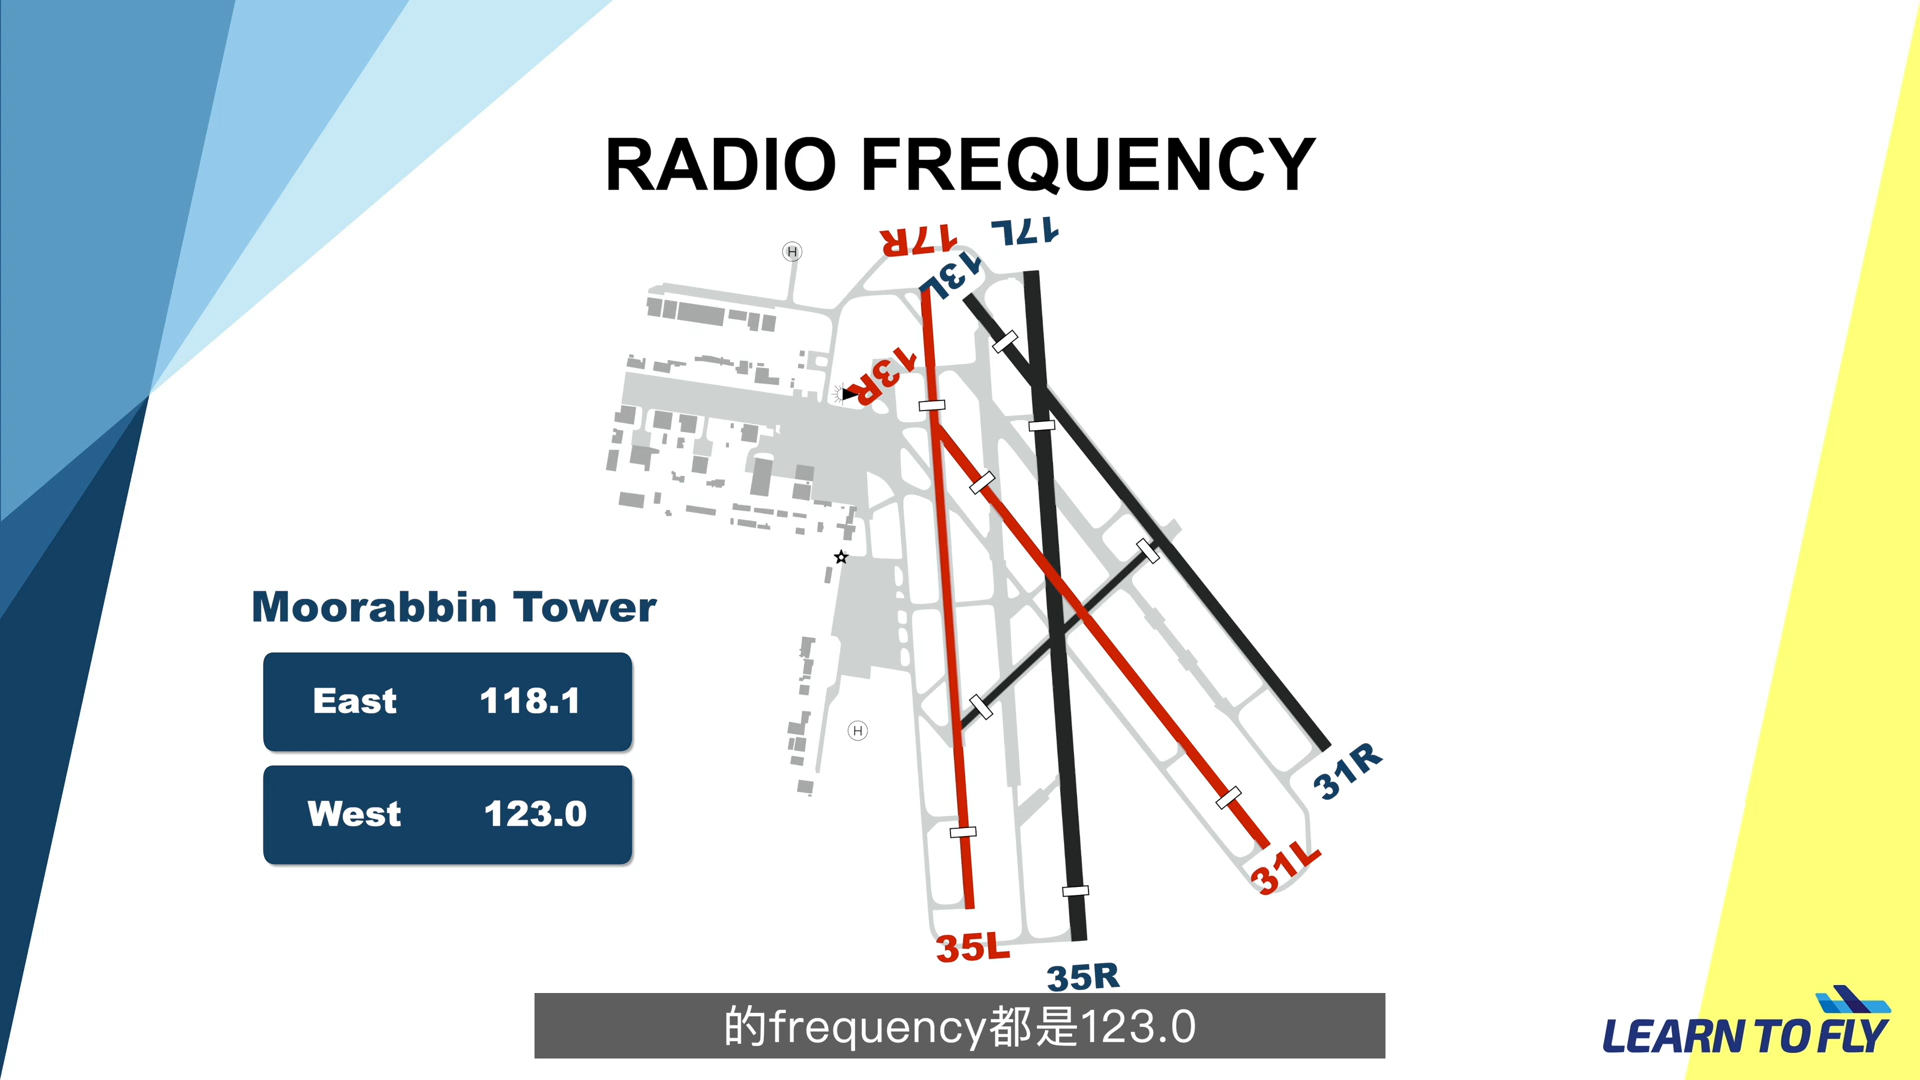 RADIO FREQUENCY
17R
17L
13L
13R
H
Moorabbin Tower
East 118.1
West 123.0
H
31R
31L
35L
35R
的frequency都是123.0
LEARN TO FLY